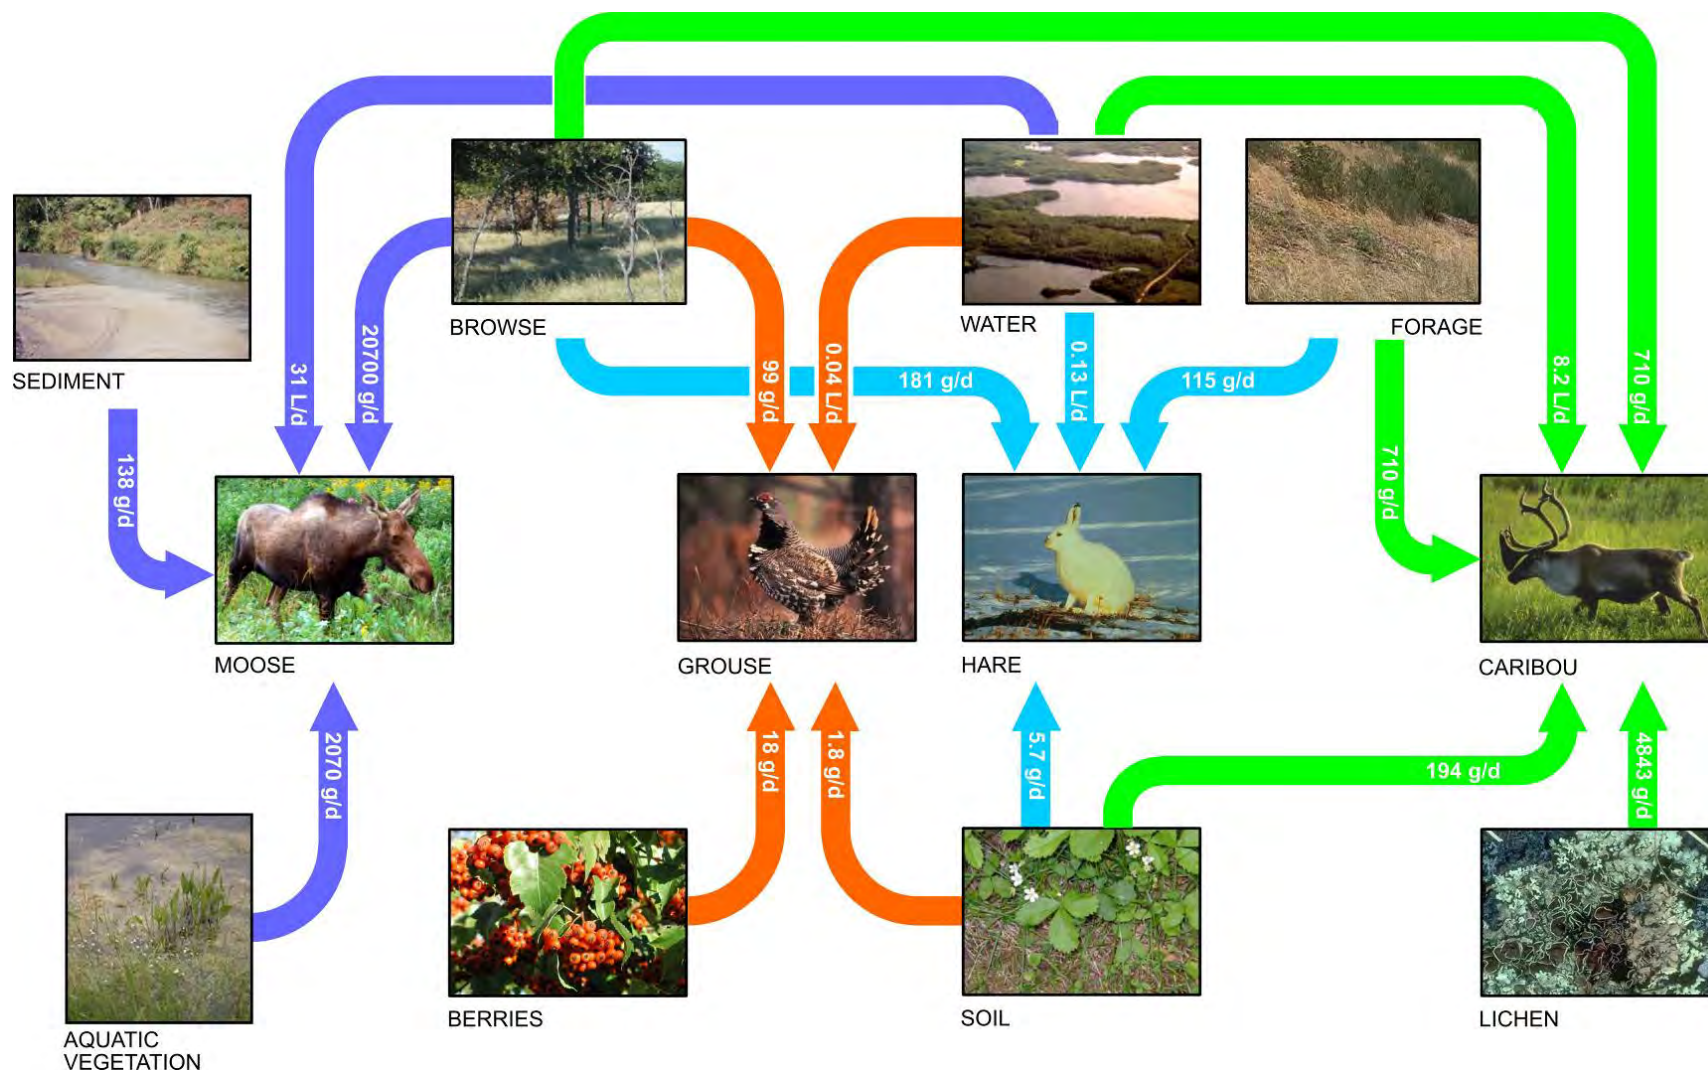 BROWSE
WATER
FORAGE
SEDIMENT
31 L/d
20700 g/d
99 g/d
0.04 L/d
181 g/d
0.13 L/d
115 g/d
8.2 L/d
710 g/d
138 g/d
710 g/d
MOOSE
GROUSE
HARE
CARIBOU
2070 g/d
18 g/d
1.8 g/d
5.7 g/d
194 g/d
4843 g/d
AQUATIC
VEGETATION
BERRIES
SOIL
LICHEN